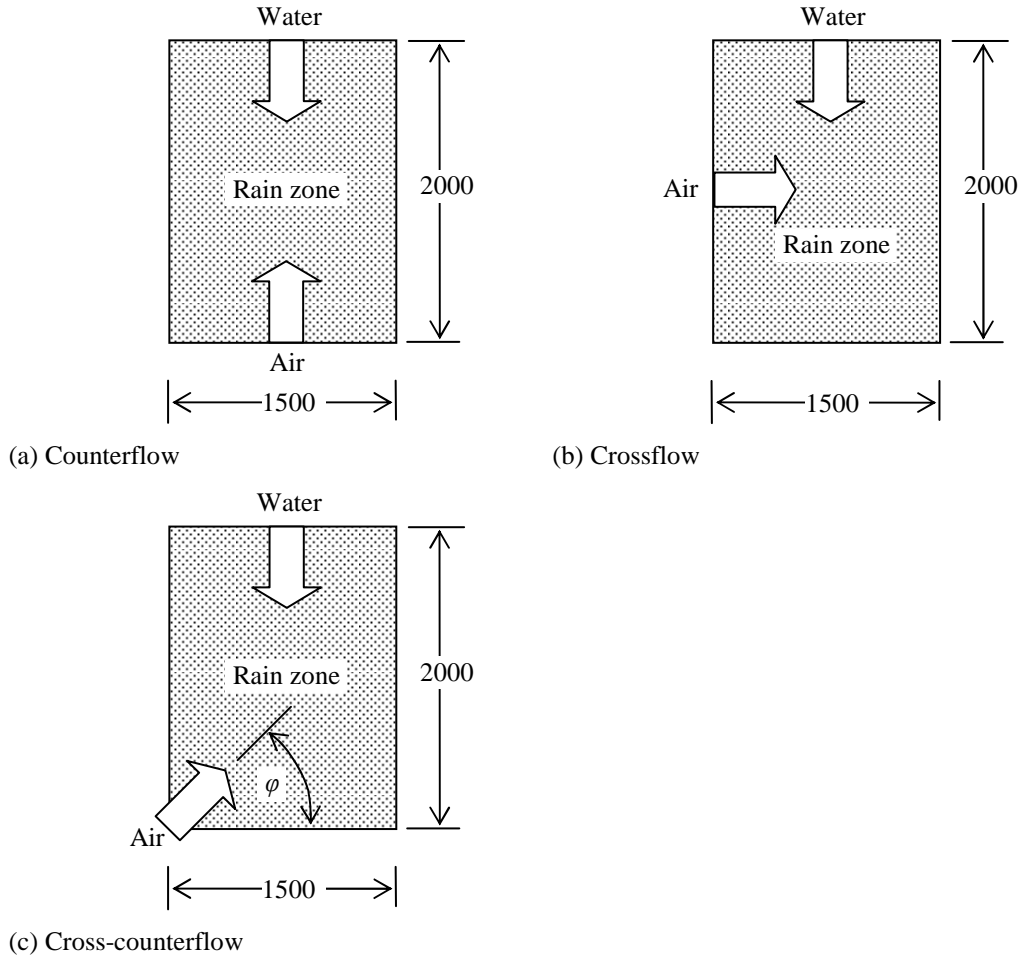 Water
Rain zone
2000
Air
1500
(a) Counterflow
Water
Air
Rain zone
2000
1500
(b) Crossflow
Water
Rain zone
2000
φ
Air
1500
(c) Cross-counterflow